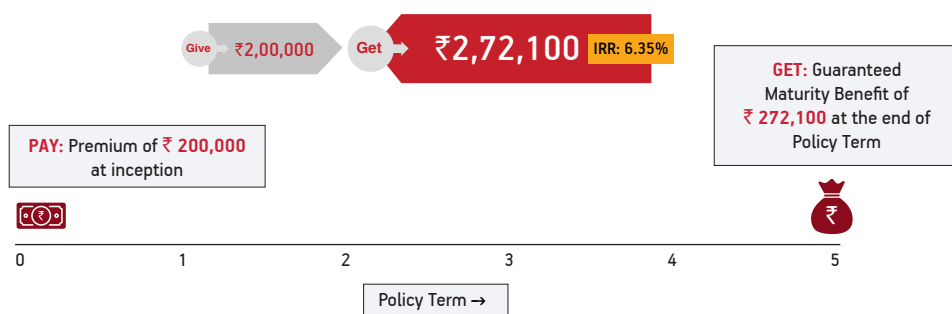 Give ₹2,00,000 Get ₹2,72,100 IRR: 6.35%
PAY: Premium of ₹ 200,000
at inception
GET: Guaranteed
Maturity Benefit of
₹ 272,100 at the end of
Policy Term
₹
₹
0 1 2 3 4 5
Policy Term →